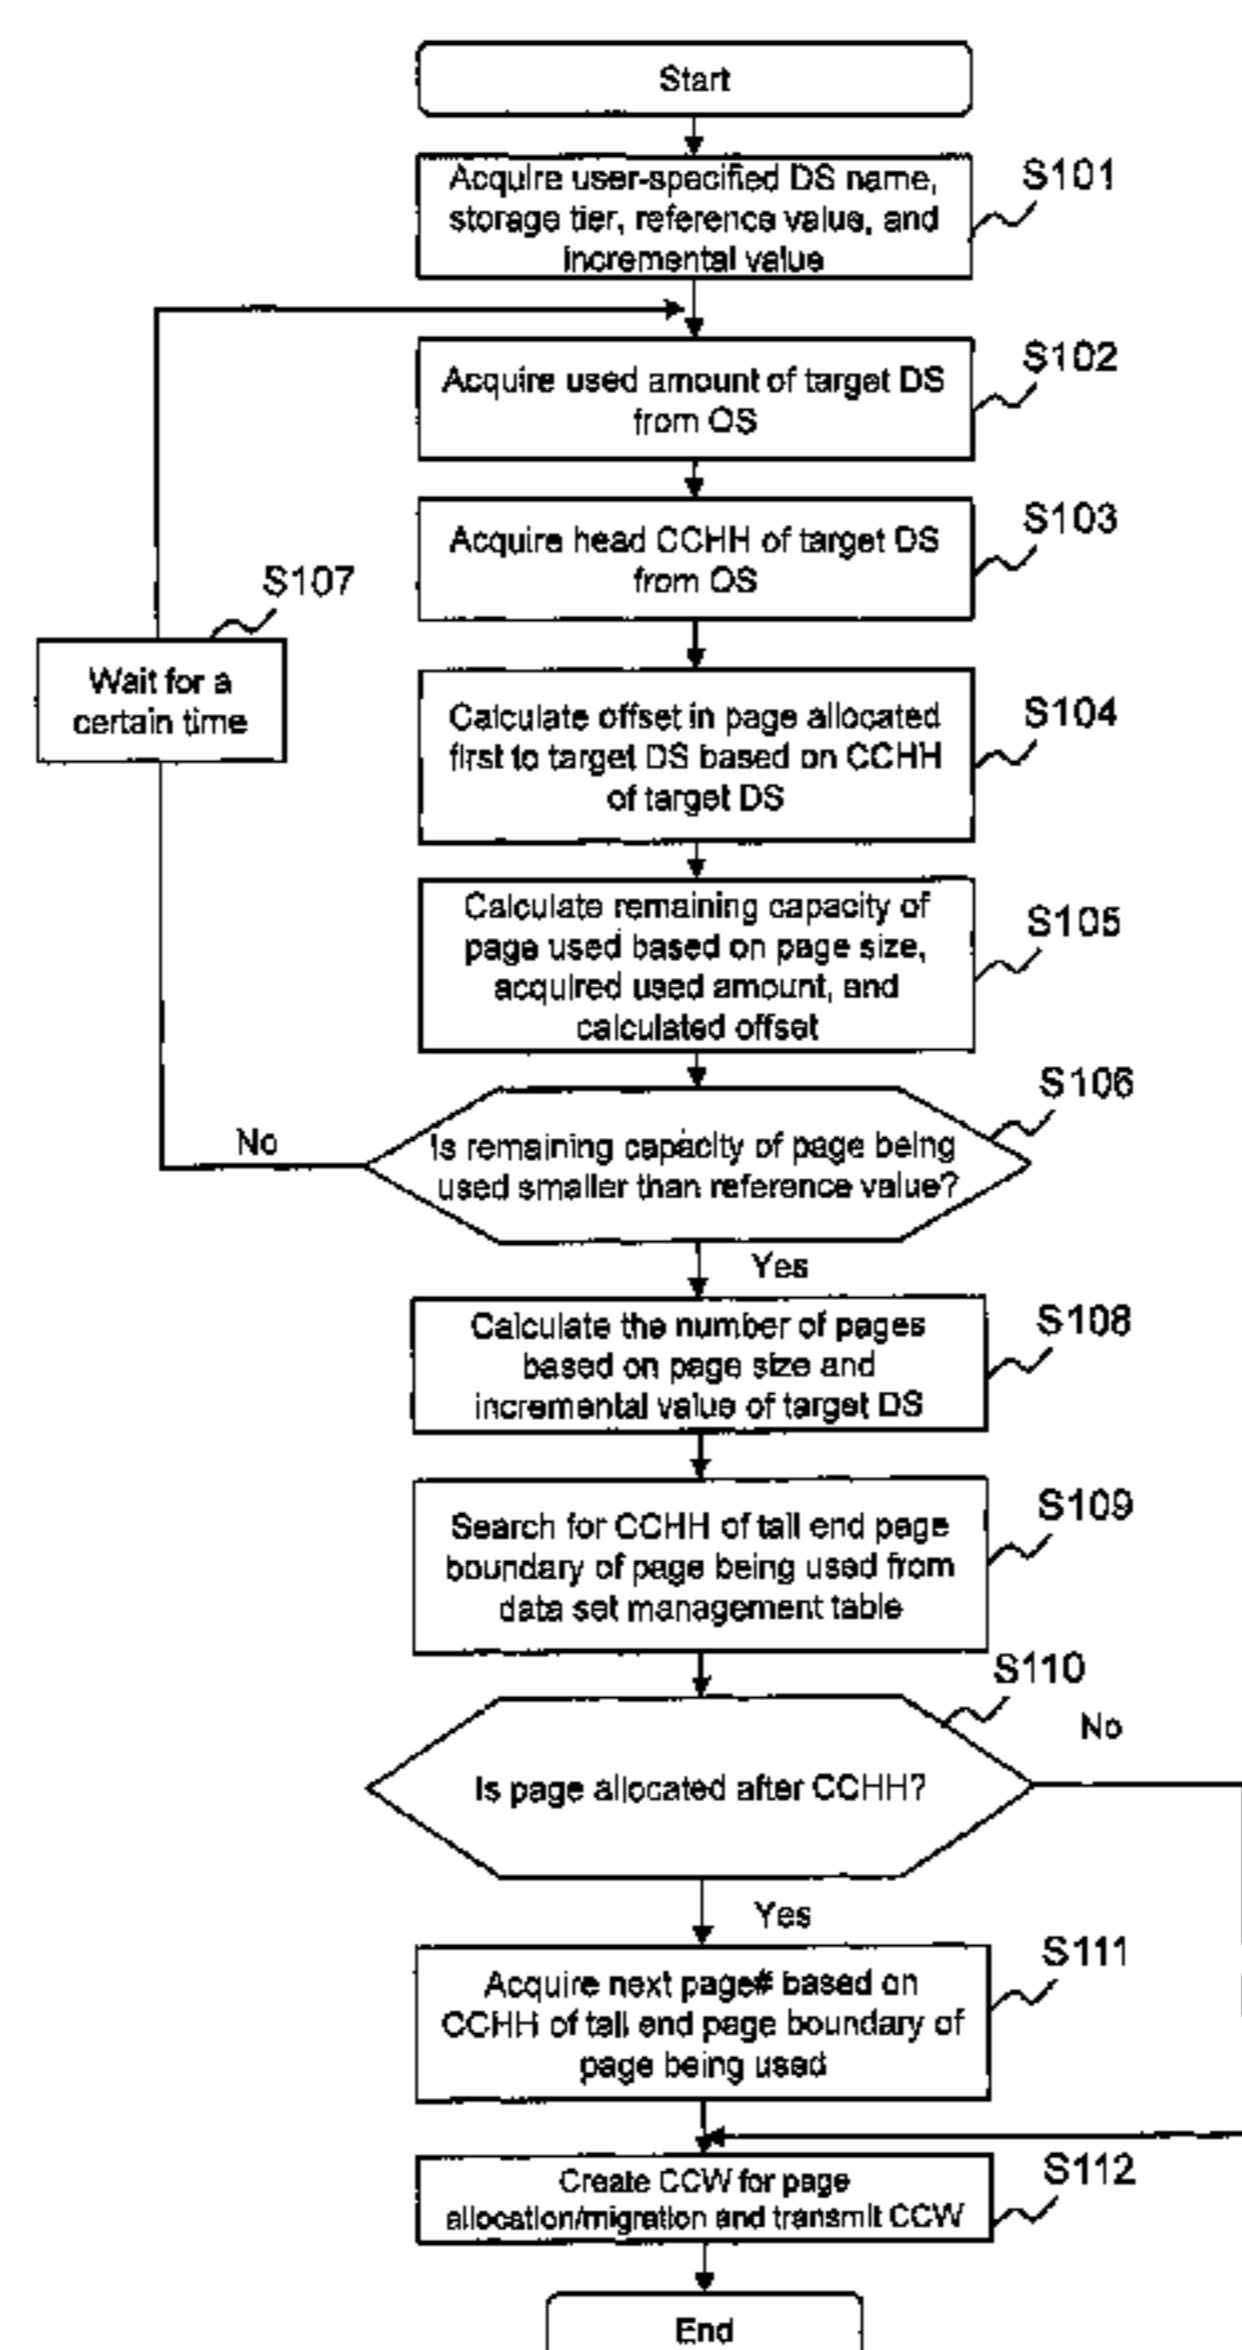 Start
Acquire user-specified DS name,
storage tier, reference value, and
incremental value
S101
Acquire used amount of target DS
from OS
S102
Acquire head CCHH of target DS
from OS
S103
S107
Wait for a
certain time
Calculate offset in page allocated
first to target DS based on CCHH
of target DS
S104
Calculate remaining capacity of
page used based on page size,
acquired used amount, and
calculated offset
S105
S106
Is remaining capacity of page being
used smaller than reference value?
No
Yes
Calculate the number of pages
based on page size and
incremental value of target DS
S108
Search for CCHH of tail end page
boundary of page being used from
data set management table
S109
S110
No
Is page allocated after CCHH?
Yes
Acquire next page# based on
CCHH of tail end page boundary of
page being used
S111
Create CCW for page
allocation/migration and transmit CCW
S112
End